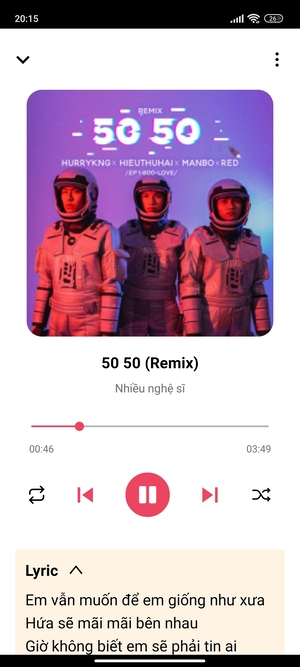 20:15
26
REMIX
50 50
HURRYKNG × HIEUTHUHAI × MANBO × RED
/EP 1-800-LOVE/
50 50 (Remix)
Nhiều nghệ sĩ
00:46
03:49
Lyric
Em vẫn muốn để em giống như xưa
Hứa sẽ mãi mãi bên nhau
Giờ không biết em sẽ phải tin ai